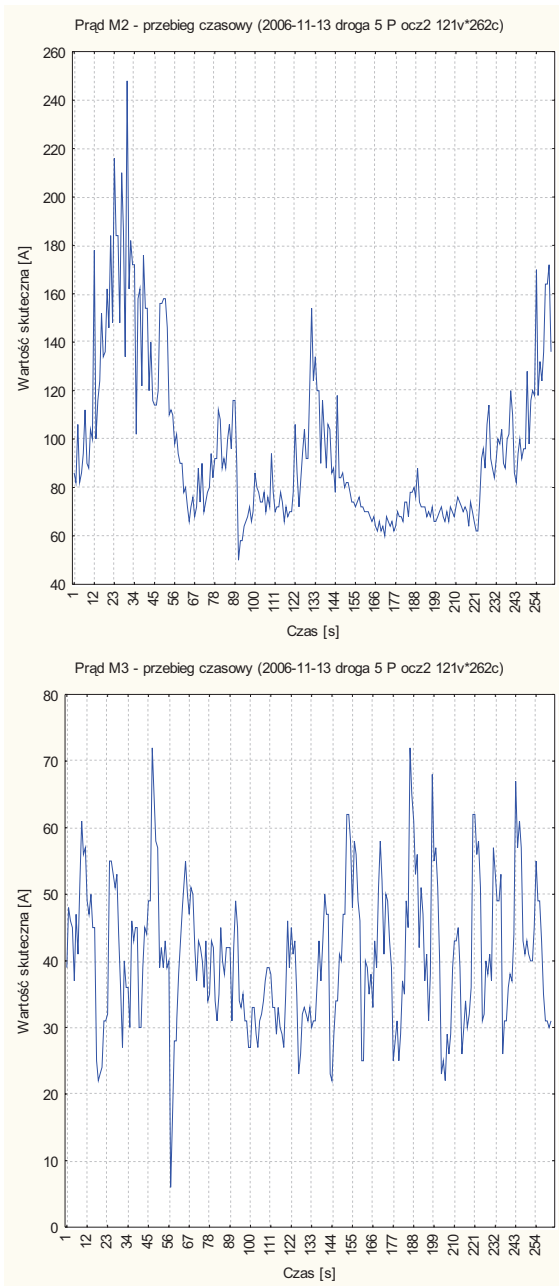 Prąd M2 - przebieg czasowy (2006-11-13 droga 5 P ocz2 121v*262c)
260
240
220
200
180
160
140
120
100
80
60
40
Wartość skuteczna [A]
1 12 23 34 45 56 67 78 89 100 111 122 133 144 155 166 177 188 199 210 221 232 243 254
Czas [s]
Prąd M3 - przebieg czasowy (2006-11-13 droga 5 P ocz2 121v*262c)
80
70
60
50
40
30
20
10
0
Wartość skuteczna [A]
1 12 23 34 45 56 67 78 89 100 111 122 133 144 155 166 177 188 199 210 221 232 243 254
Czas [s]